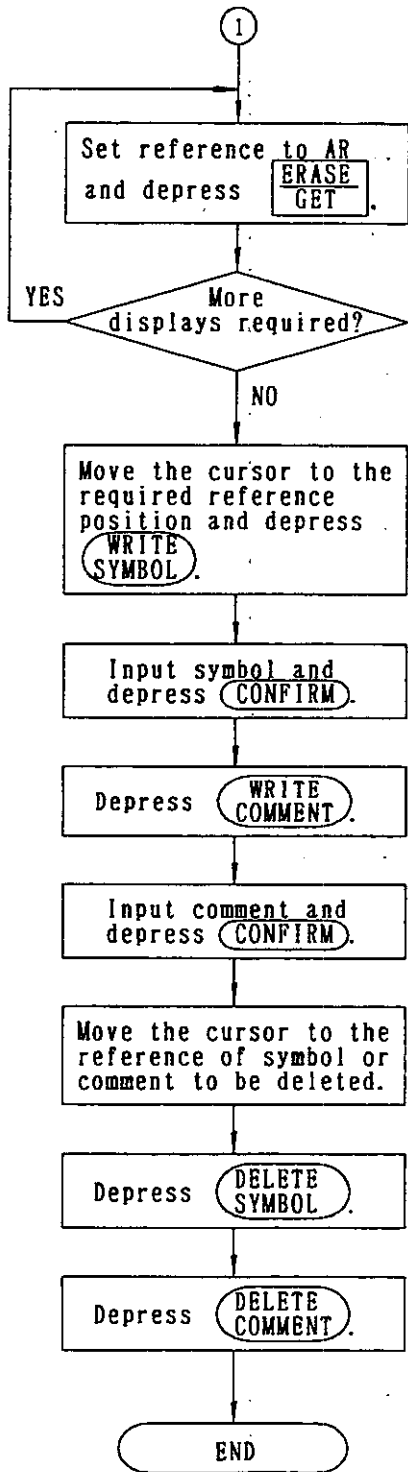 1
Set reference to AR
and depress ERASE
GET .
YES
More
displays required?
NO
Move the cursor to the
required reference
position and depress
WRITE
SYMBOL .
Input symbol and
depress CONFIRM .
Depress WRITE
COMMENT .
Input comment and
depress CONFIRM .
Move the cursor to the
reference of symbol or
comment to be deleted.
Depress DELETE
SYMBOL .
Depress DELETE
COMMENT .
END